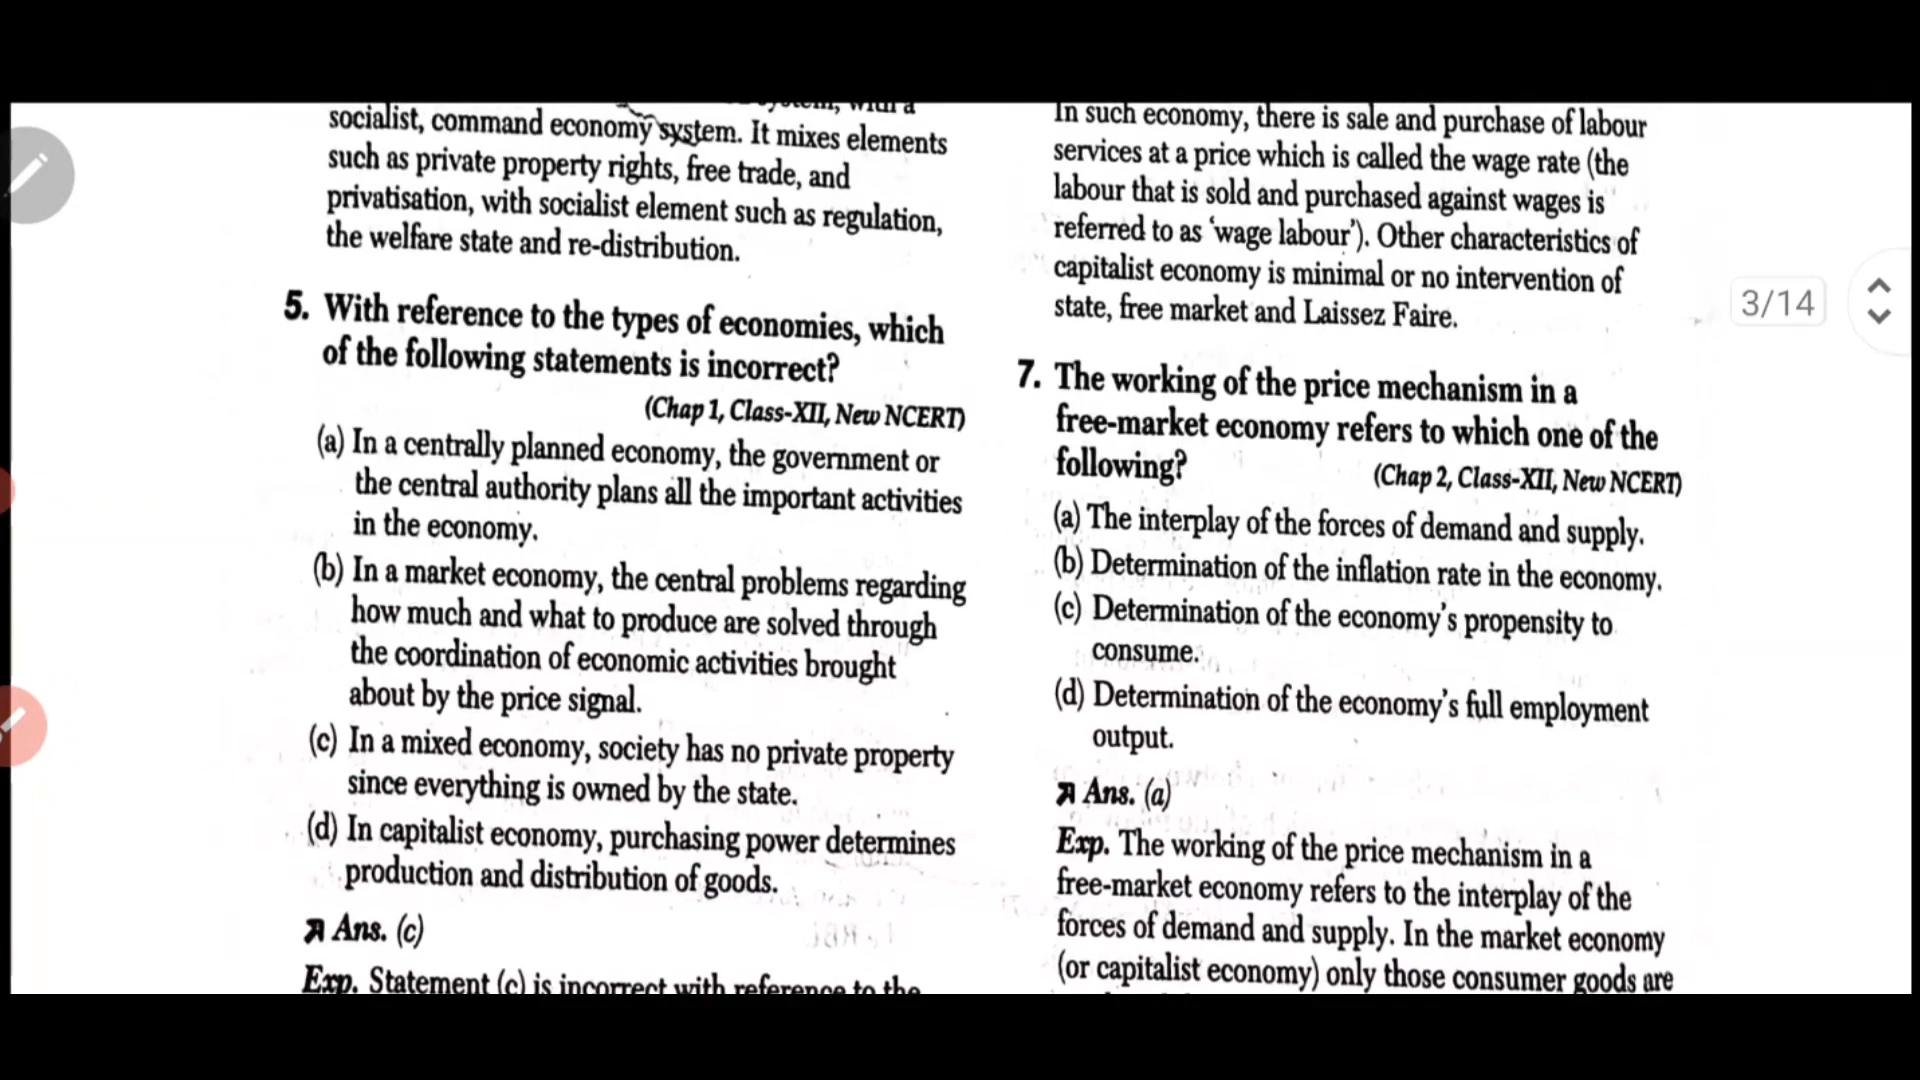 socialist, command economy system. It mixes elements
such as private property rights, free trade, and
privatisation, with socialist element such as regulation,
the welfare state and re-distribution.
5. With reference to the types of economies, which
of the following statements is incorrect?
(Chap 1, Class-XII, New NCERT)
(a) In a centrally planned economy, the government or
the central authority plans all the important activities
in the economy.
(b) In a market economy, the central problems regarding
how much and what to produce are solved through
the coordination of economic activities brought
about by the price signal.
(c) In a mixed economy, society has no private property
since everything is owned by the state.
(d) In capitalist economy, purchasing power determines
production and distribution of goods.
Ans. (c)
Exp. Statement (c) is incorrect with reference to the
In such economy, there is sale and purchase of labour
services at a price which is called the wage rate (the
labour that is sold and purchased against wages is
referred to as ‘wage labour’). Other characteristics of
capitalist economy is minimal or no intervention of
state, free market and Laissez Faire.
7. The working of the price mechanism in a
free-market economy refers to which one of the
following? (Chap 2, Class-XII, New NCERT)
(a) The interplay of the forces of demand and supply.
(b) Determination of the inflation rate in the economy.
(c) Determination of the economy's propensity to
consume.
(d) Determination of the economy's full employment
output.
Ans. (a)
Exp. The working of the price mechanism in a
free-market economy refers to the interplay of the
forces of demand and supply. In the market economy
(or capitalist economy) only those consumer goods are
3/14